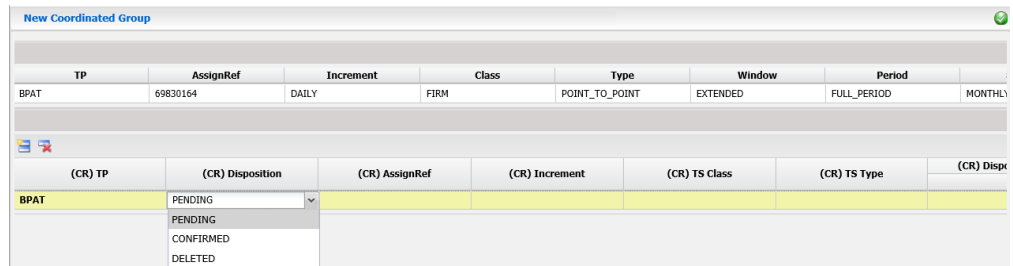 New Coordinated Group
TP AssignRef Increment Class Type Window Period
BPAT 69830164 DAILY FIRM POINT_TO_POINT EXTENDED FULL_PERIOD MONTHLY
(CR) TP (CR) Disposition (CR) AssignRef (CR) Increment (CR) TS Class (CR) TS Type (CR) Dispo
BPAT PENDING
PENDING
CONFIRMED
DELETED